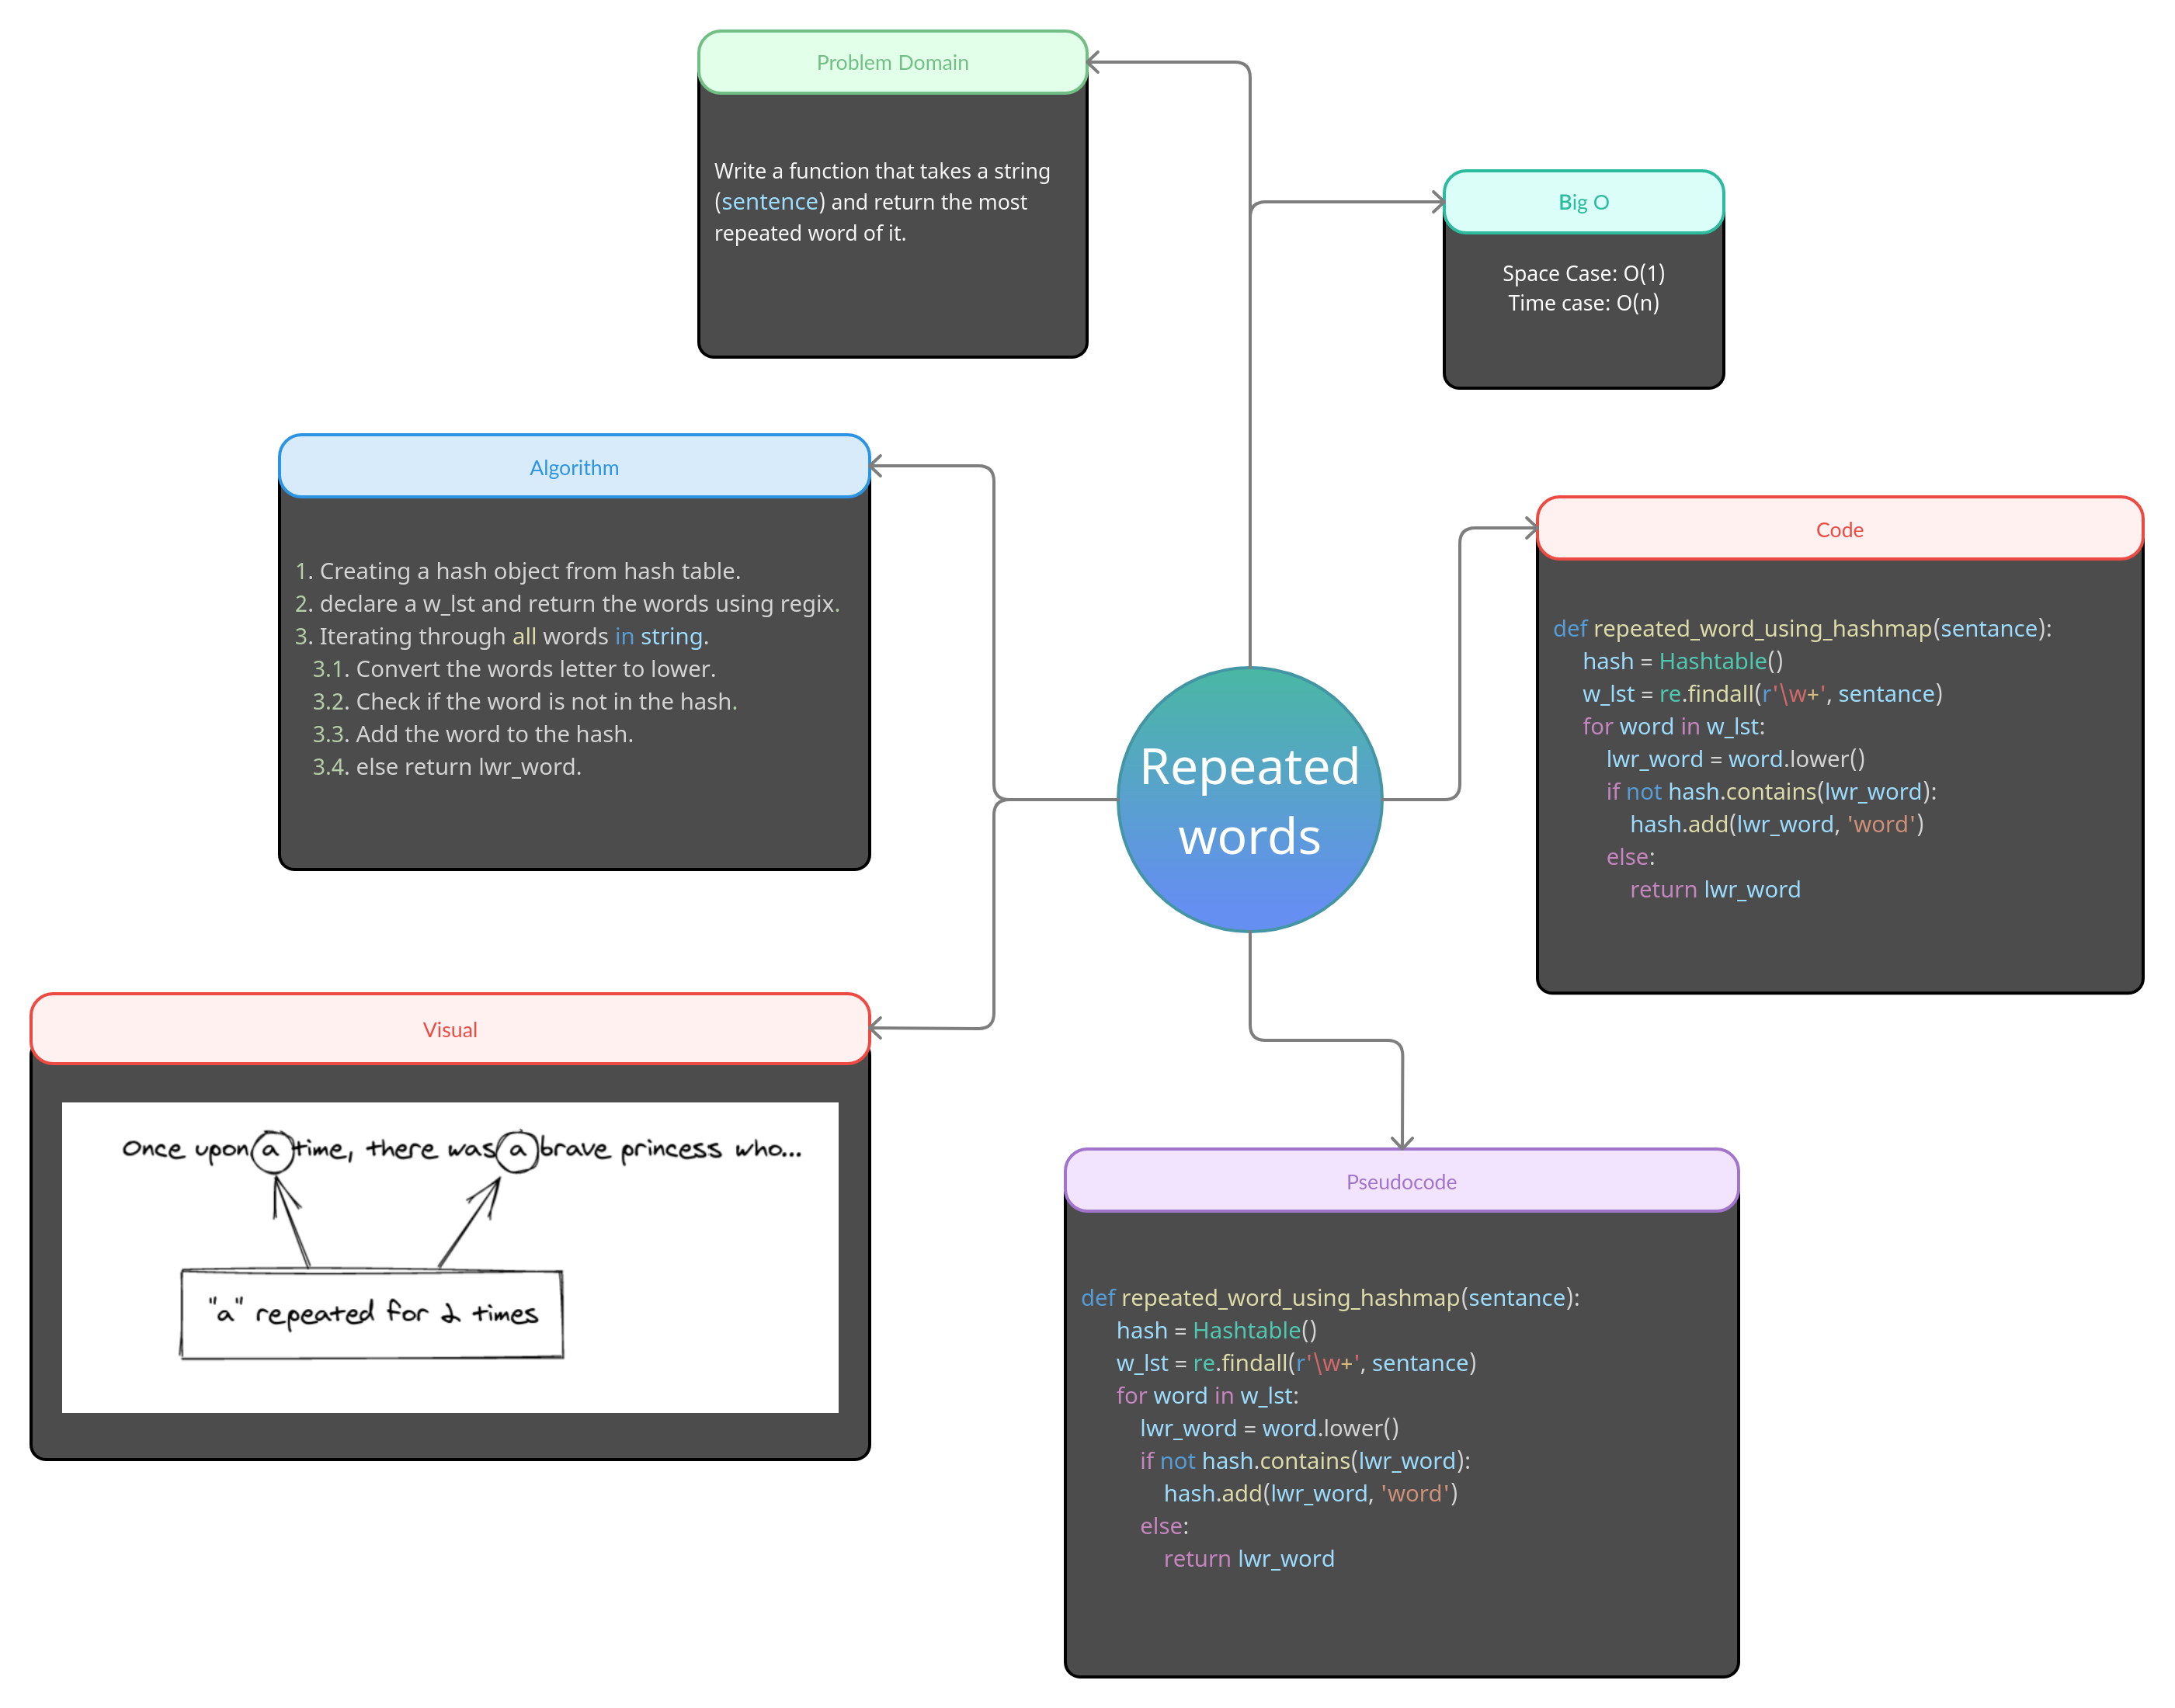 Problem Domain
Write a function that takes a string
(sentence) and return the most
repeated word of it.
Big O
Space Case: O(1)
Time case: O(n)
Algorithm
1. Creating a hash object from hash table.
2. declare a w_lst and return the words using regix.
3. Iterating through all words in string.
3.1. Convert the words letter to lower.
3.2. Check if the word is not in the hash.
3.3. Add the word to the hash.
3.4. else return lwr_word.
Code
def repeated_word_using_hashmap(sentance):
hash = Hashtable()
w_lst = re.findall(r'\w+', sentance)
for word in w_lst:
lwr_word = word.lower()
if not hash.contains(lwr_word):
hash.add(lwr_word, 'word')
else:
return lwr_word
Repeated
words
Visual
Once upon a time, there was a brave princess who...
"a" repeated for 2 times
Pseudocode
def repeated_word_using_hashmap(sentance):
hash = Hashtable()
w_lst = re.findall(r'\w+', sentance)
for word in w_lst:
lwr_word = word.lower()
if not hash.contains(lwr_word):
hash.add(lwr_word, 'word')
else:
return lwr_word